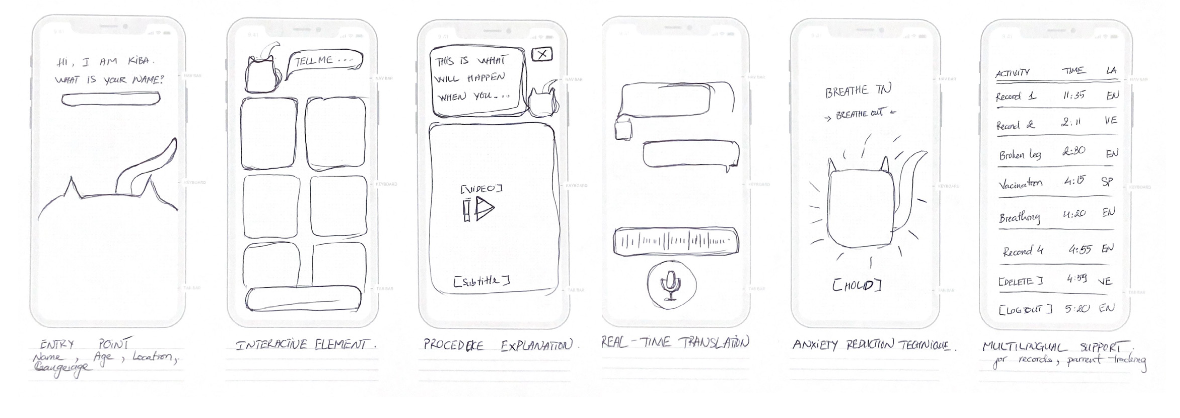 HI, I AM KIBA.
WHAT IS YOUR NAME?
ENTRY POINT
Name, Age, Location,
Language
TELL ME ...
INTERACTIVE ELEMENT.
THIS IS WHAT
WILL HAPPEN
WHEN YOU....
X
[VIDEO]
[Subtitle]
PROCEDURE EXPLANATION.
REAL-TIME TRANSLATION
BREATHE IN
→ BREATHE OUT ←
[HOLD]
ANXIETY REDUCTION TECHNIQUE.
ACTIVITY TIME LA
Record 1 11:35 EN
Record 2 2:11 VE
Broken leg 2:30 EN
Vacination 4:15 SP
Breathing 4:20 EN
Record 4 4:55 EN
[DELETE] 4:59 VE
[LOG OUT] 5:20 EN
MULTILINGUAL SUPPORT.
for records, parent tracking